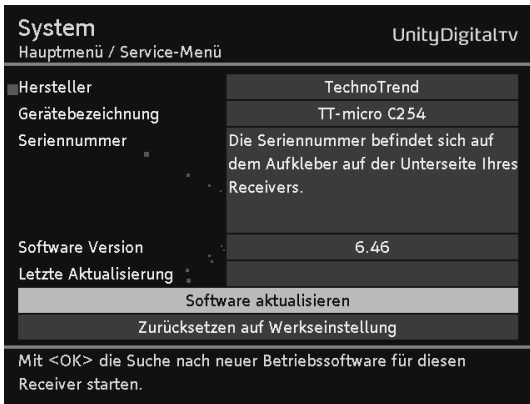 System
UnityDigitalTV
Hauptmenü / Service-Menü
Hersteller
TechnoTrend
Gerätebezeichnung
TT-micro C254
Seriennummer
Die Seriennummer befindet sich auf
dem Aufkleber auf der Unterseite Ihres
Receivers.
Software Version
6.46
Letzte Aktualisierung
Software aktualisieren
Zurücksetzen auf Werkseinstellung
Mit <OK> die Suche nach neuer Betriebssoftware für diesen
Receiver starten.